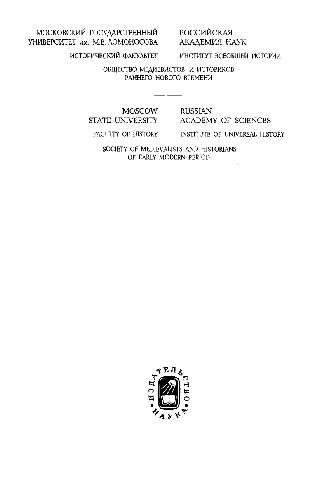 МОСКОВСКИЙ ГОСУДАРСТВЕННЫЙ
УНИВЕРСИТЕТ им. М.В. ЛОМОНОСОВА
ИСТОРИЧЕСКИЙ ФАКУЛЬТЕТ
РОССИЙСКАЯ
АКАДЕМИЯ НАУК
ИНСТИТУТ ВСЕОБЩЕЙ ИСТОРИИ
ОБЩЕСТВО МЕДИЕВИСТОВ И ИСТОРИКОВ
РАННЕГО НОВОГО ВРЕМЕНИ
MOSCOW
STATE UNIVERSITY
FACULTY OF HISTORY
RUSSIAN
ACADEMY OF SCIENCES
INSTITUTE OF UNIVERSAL HISTORY
SOCIETY OF MEDIEVALISTS AND HISTORIANS
OF EARLY MODERN PERIOD
ИЗДАТЕЛЬСТВО
НАУКА